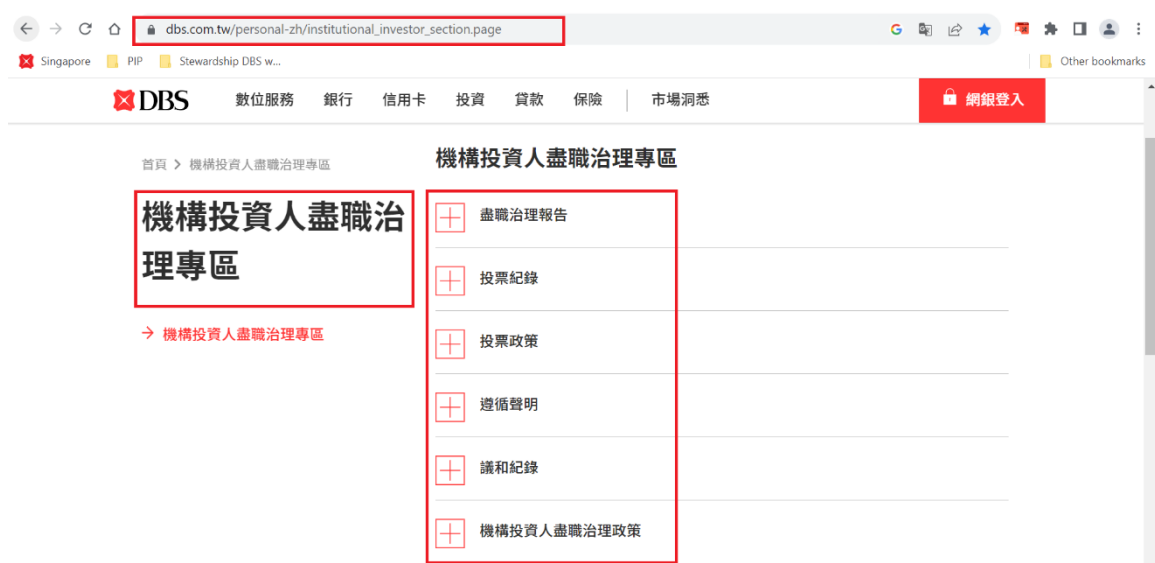 dbs.com.tw/personal-zh/institutional_investor_section.page
Singapore PIP Stewardship DBS w... Other bookmarks
DBS 數位服務 銀行 信用卡 投資 貸款 保險 市場洞悉 網銀登入
首頁 機構投資人盡職治理專區
機構投資人盡職治
理專區
機構投資人盡職治理專區
機構投資人盡職治理專區
盡職治理報告
投票紀錄
投票政策
遵循聲明
議和紀錄
機構投資人盡職治理政策